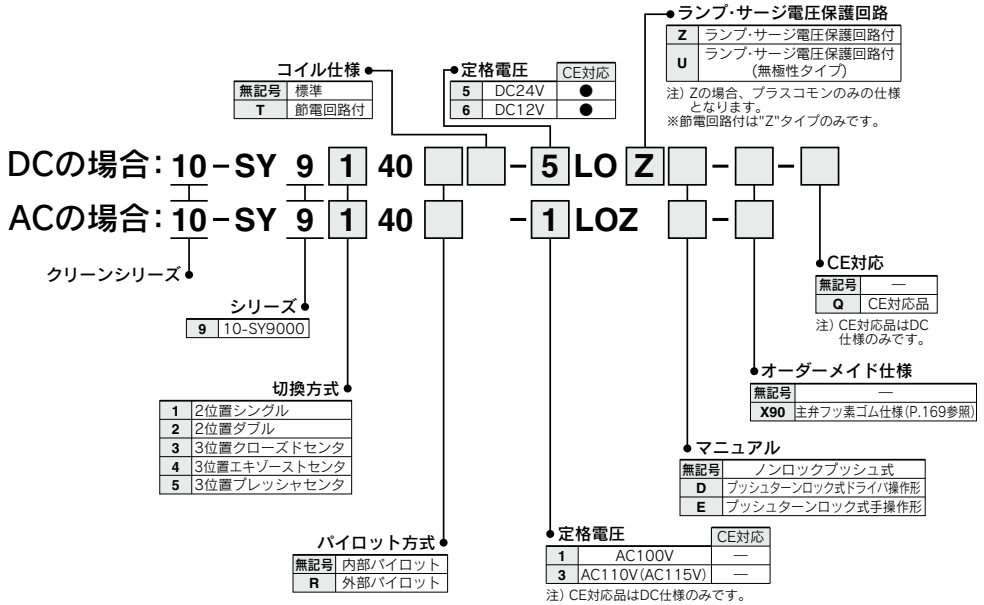 ランプ・サージ電圧保護回路
Z ランプ・サージ電圧保護回路付
U ランプ・サージ電圧保護回路付
(無極性タイプ)
注) Zの場合、プラスコモンのみの仕様
となります。
※節電回路付は"Z"タイプのみです。
コイル仕様
無記号 標準
T 節電回路付
定格電圧 CE対応
5 DC24V ●
6 DC12V ●
DCの場合: 10-SY 9 1 40 □ □ - 5 LO Z □ - □ - □
ACの場合: 10-SY 9 1 40 □ - 1 LOZ □ - □
クリーンシリーズ
シリーズ
9 10-SY9000
切換方式
1 2位置シングル
2 2位置ダブル
3 3位置クローズドセンタ
4 3位置エキゾーストセンタ
5 3位置プレッシャセンタ
パイロット方式
無記号 内部パイロット
R 外部パイロット
定格電圧 CE対応
1 AC100V —
3 AC110V(AC115V) —
注) CE対応品はDC仕様のみです。
マニュアル
無記号 ノンロックプッシュ式
D プッシュターンロック式ドライバ操作形
E プッシュターンロック式手操作形
オーダーメイド仕様
無記号 —
X90 主弁フッ素ゴム仕様(P.169参照)
CE対応
無記号 —
Q CE対応品
注) CE対応品はDC
仕様のみです。